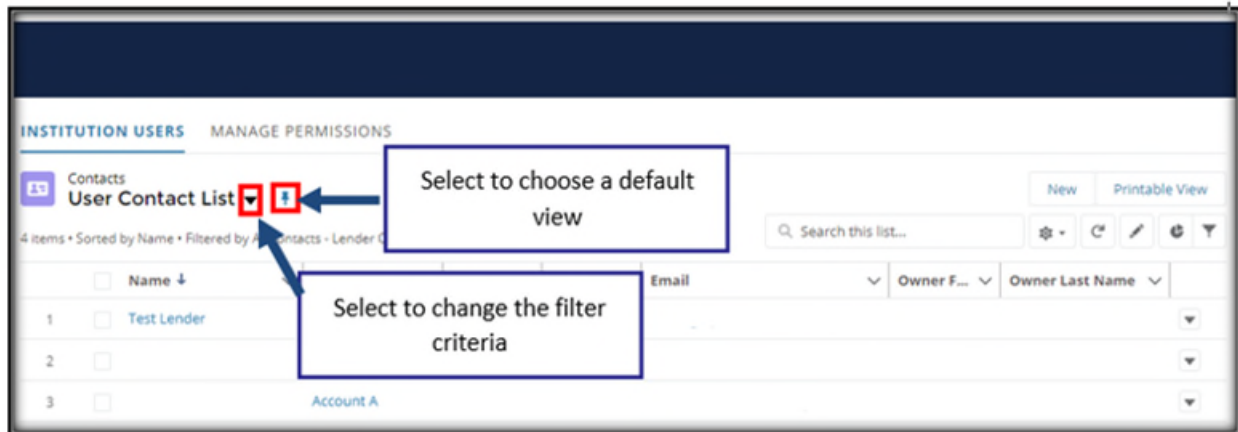 INSTITUTION USERS MANAGE PERMISSIONS
Contacts
User Contact List
Select to choose a default
view
New Printable View
4 items • Sorted by Name • Filtered by - Lender
Search this list...
Name Email Owner F... Owner Last Name
Select to change the filter
criteria
1 Test Lender
2
3 Account A